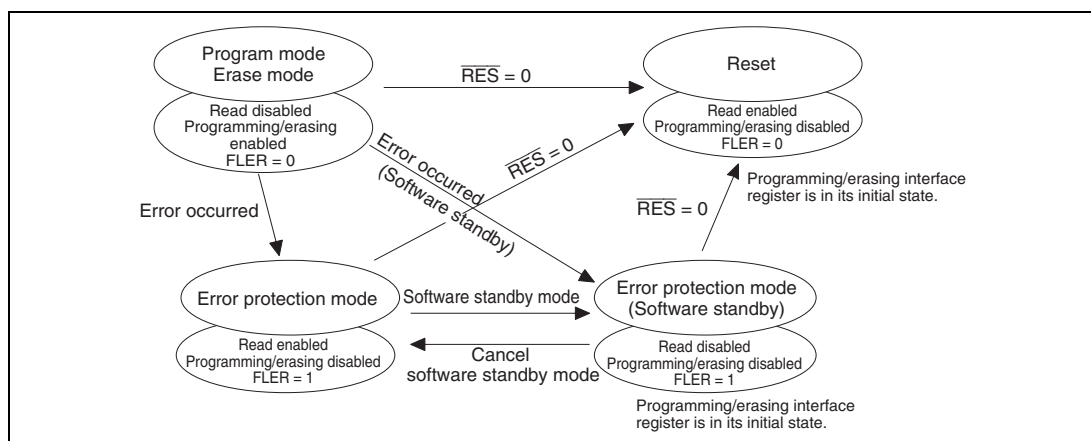 Program mode
Erase mode
Read disabled
Programming/erasing
enabled
FLER = 0
RES = 0
Reset
Read enabled
Programming/erasing disabled
FLER = 0
Programming/erasing interface
register is in its initial state.
Error occurred
(Software standby)
RES = 0
RES = 0
Error occurred
Error protection mode
Read enabled
Programming/erasing disabled
FLER = 1
Software standby mode
Cancel
software standby mode
Error protection mode
(Software standby)
Read disabled
Programming/erasing disabled
FLER = 1
Programming/erasing interface
register is in its initial state.